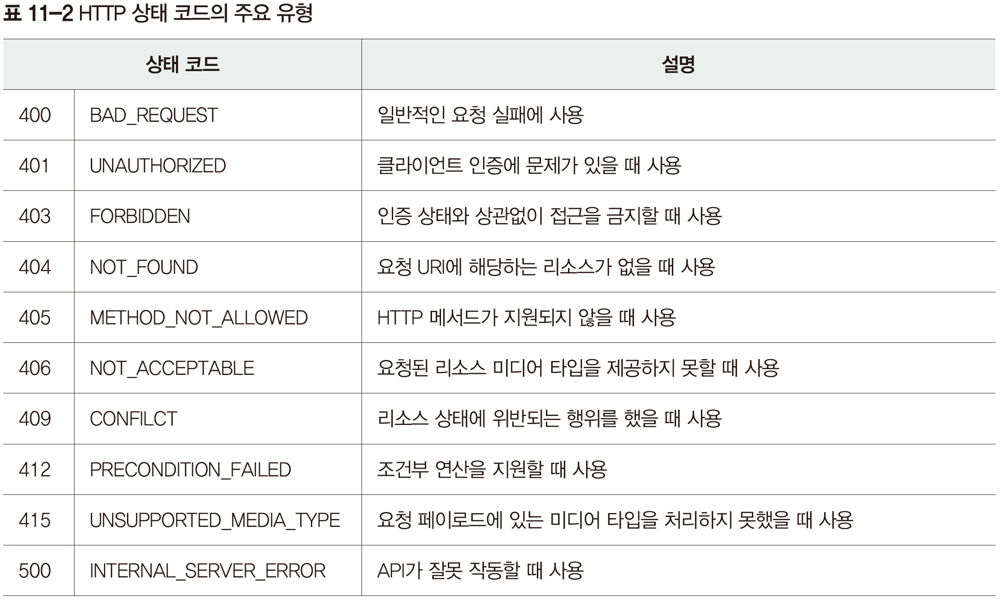 표 11-2 HTTP 상태 코드의 주요 유형
상태 코드 설명
400 BAD_REQUEST 일반적인 요청 실패에 사용
401 UNAUTHORIZED 클라이언트 인증에 문제가 있을 때 사용
403 FORBIDDEN 인증 상태와 상관없이 접근을 금지할 때 사용
404 NOT_FOUND 요청 URI에 해당하는 리소스가 없을 때 사용
405 METHOD_NOT_ALLOWED HTTP 메서드가 지원되지 않을 때 사용
406 NOT_ACCEPTABLE 요청된 리소스 미디어 타입을 제공하지 못할 때 사용
409 CONFILCT 리소스 상태에 위반되는 행위를 했을 때 사용
412 PRECONDITION_FAILED 조건부 연산을 지원할 때 사용
415 UNSUPPORTED_MEDIA_TYPE 요청 페이로드에 있는 미디어 타입을 처리하지 못했을 때 사용
500 INTERNAL_SERVER_ERROR API가 잘못 작동할 때 사용